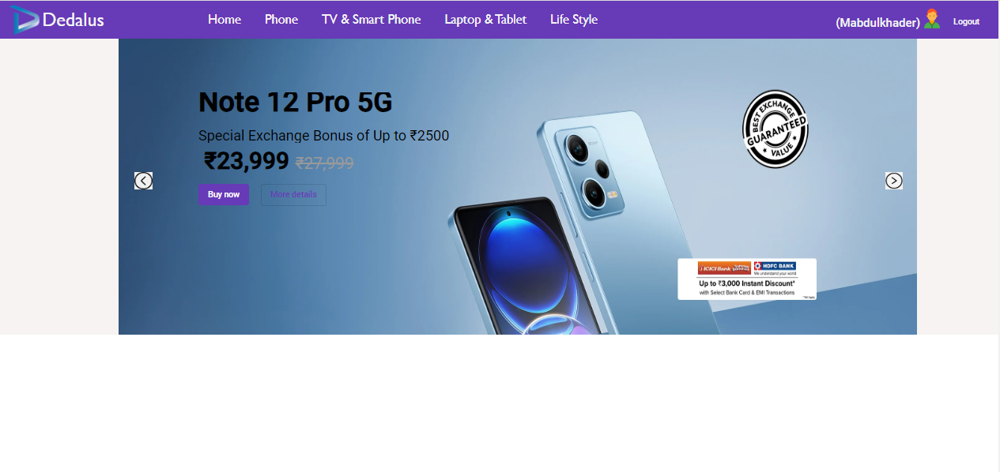 Dedalus
Home Phone TV & Smart Phone Laptop & Tablet Life Style
(Mabdulkhader) Logout
Note 12 Pro 5G
Special Exchange Bonus of Up to ₹2500
₹23,999 ₹27,999
Buy now More details
BEST EXCHANGE
GUARANTEED
VALUE
ICICI Bank HDFC BANK
We understand your world
Up to ₹3,000 Instant Discount*
with Select Bank Card & EMI Transactions